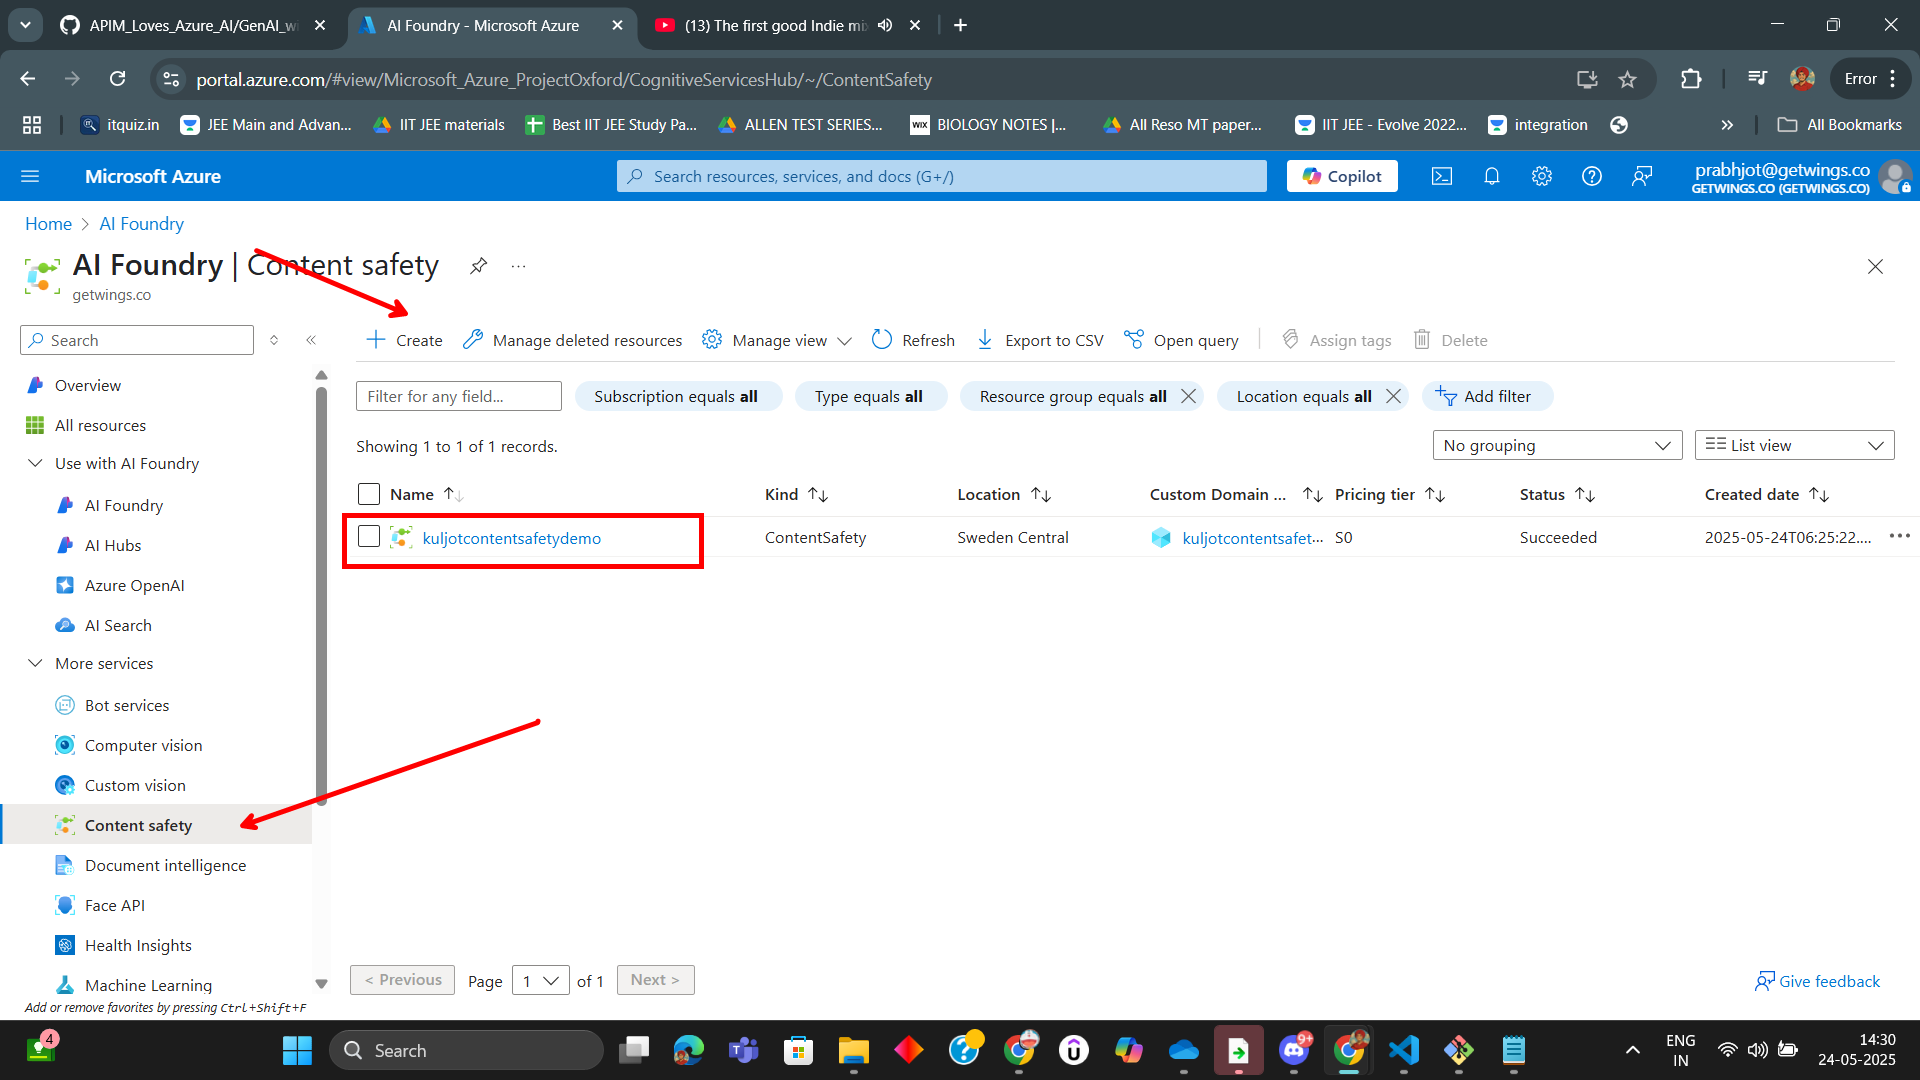 APIM_Loves_Azure_AI/GenAI_wi
AI Foundry - Microsoft Azure
(13) The first good Indie mix
portal.azure.com/#view/Microsoft_Azure_ProjectOxford/CognitiveServicesHub/~/ContentSafety
Error
itquiz.in
JEE Main and Advan...
IIT JEE materials
Best IIT JEE Study Pa...
ALLEN TEST SERIES...
WIX
BIOLOGY NOTES |...
All Reso MT paper...
IIT JEE - Evolve 2022...
integration
All Bookmarks
Microsoft Azure
Search resources, services, and docs (G+/)
Copilot
prabhjot@getwings.co
GETWINGS.CO (GETWINGS.CO)
Home > AI Foundry
AI Foundry | Content safety
getwings.co
Search
Create
Manage deleted resources
Manage view
Refresh
Export to CSV
Open query
Assign tags
Delete
Overview
All resources
Use with AI Foundry
AI Foundry
AI Hubs
Azure OpenAI
AI Search
More services
Bot services
Computer vision
Custom vision
Content safety
Document intelligence
Face API
Health Insights
Machine Learning
Add or remove favorites by pressing Ctrl+Shift+F
Filter for any field...
Subscription equals all
Type equals all
Resource group equals all
Location equals all
Add filter
Showing 1 to 1 of 1 records.
No grouping
List view
Name
Kind
Location
Custom Domain ...
Pricing tier
Status
Created date
kuljotcontentsafetydemo
ContentSafety
Sweden Central
kuljotcontentsafet...
S0
Succeeded
2025-05-24T06:25:22....
< Previous
Page
1
of 1
Next >
Give feedback
4
Search
9+
ENG
IN
14:30
24-05-2025